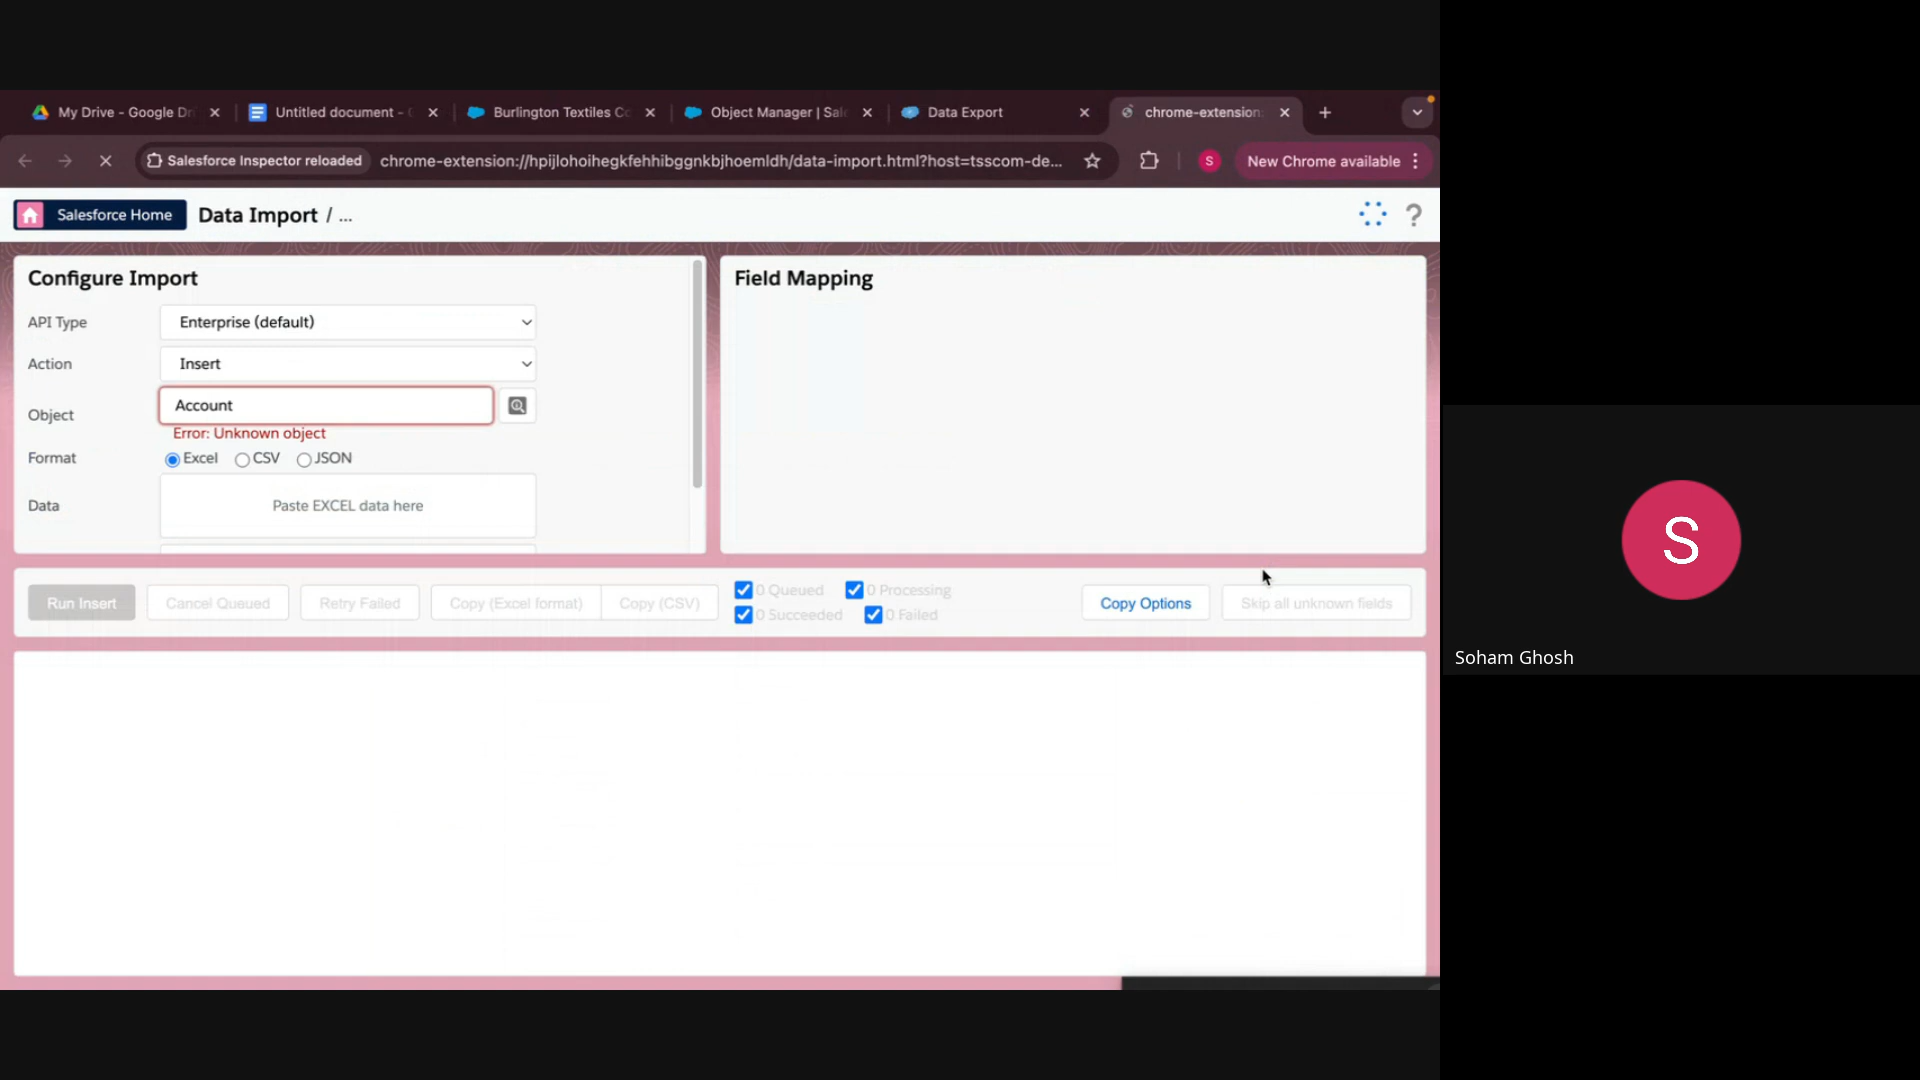 My Drive - Google Dr
Untitled document -
Burlington Textiles Co
Object Manager | Sal
Data Export
chrome-extension:
Salesforce Inspector reloaded
chrome-extension://hpijlohoihegkfehhibggnkbjhoemldh/data-import.html?host=tsscom-de...
S
New Chrome available
Salesforce Home
Data Import / ...
?
Configure Import
API Type
Enterprise (default)
Action
Insert
Object
Account
Error: Unknown object
Format
Excel
CSV
JSON
Data
Paste EXCEL data here
Field Mapping
Run Insert
Cancel Queued
Retry Failed
Copy (Excel format)
Copy (CSV)
0 Queued
0 Processing
0 Succeeded
0 Failed
Copy Options
Skip all unknown fields
S
Soham Ghosh